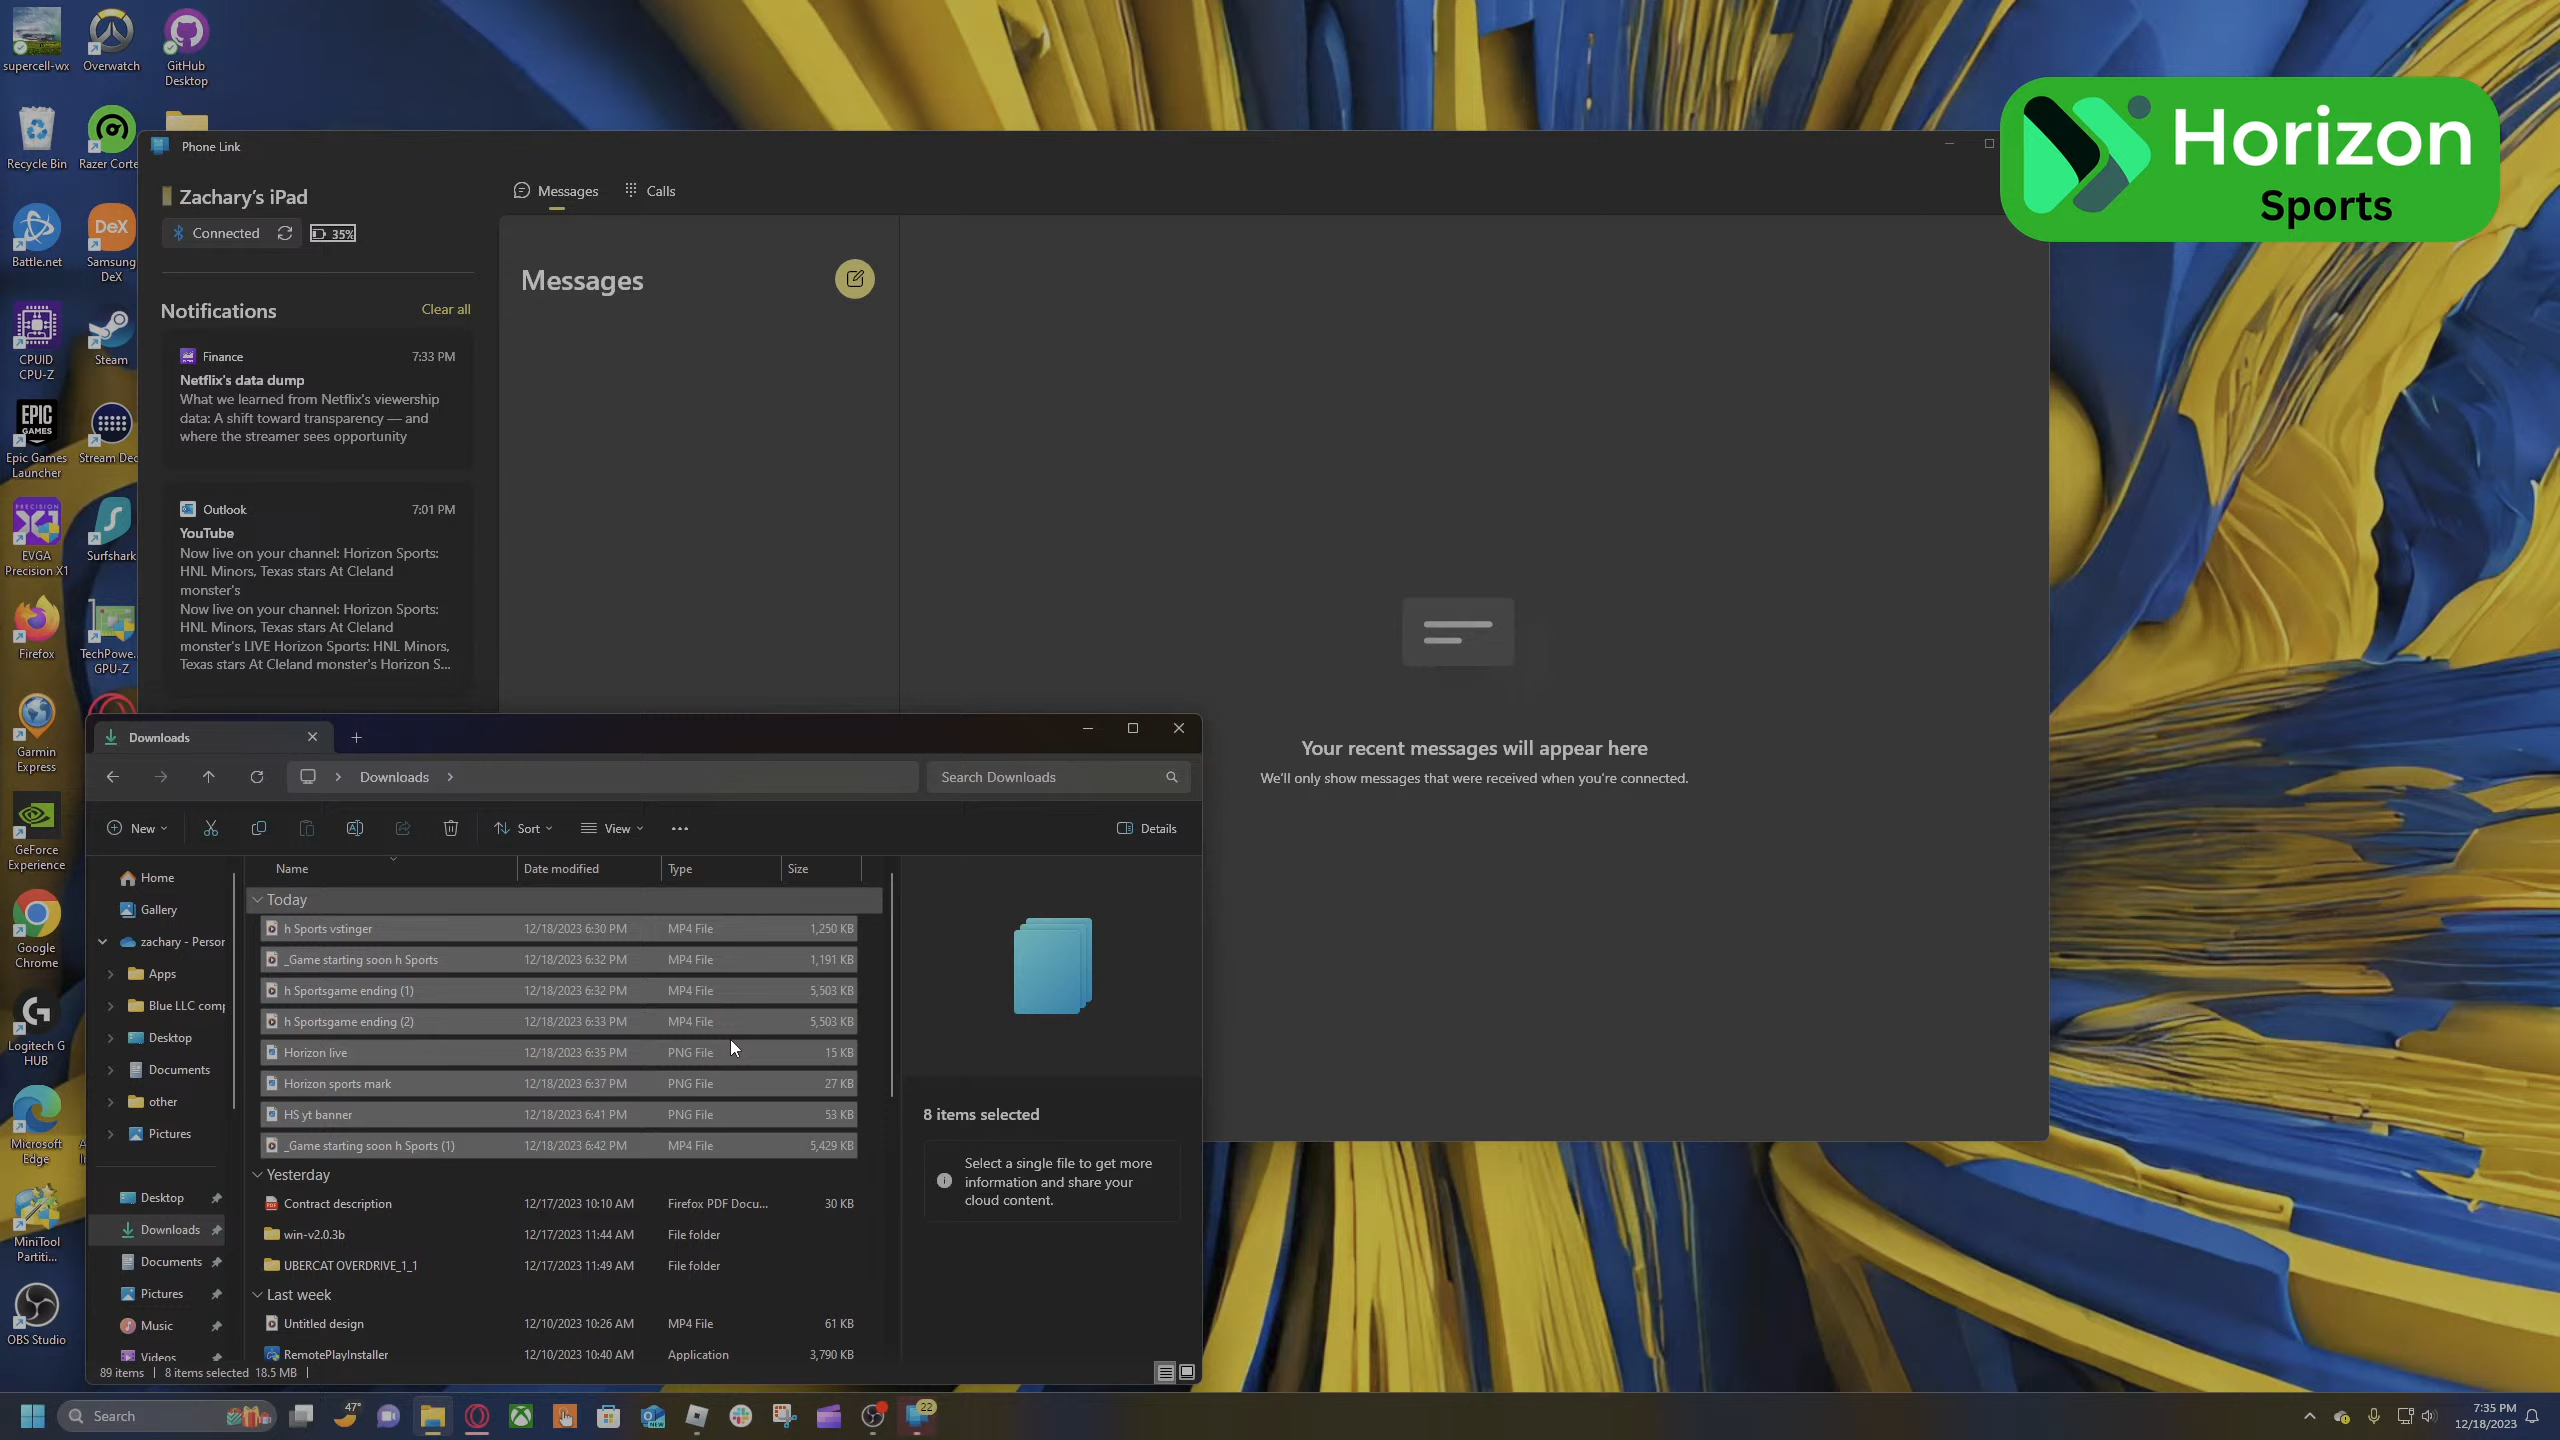 supercell-wx
Overwatch
GitHub
Desktop
Recycle Bin
Razer Corte
Battle.net
DeX
Samsung
DeX
CPUID
CPU-Z
Steam
EPIC
GAMES
Epic Games
Launcher
Stream Dec
PRECISION
X1
EVGA
Precision X1
Surfshark
Firefox
TechPowe...
GPU-Z
Garmin
Express
GeForce
Experience
Google
Chrome
Logitech G
HUB
Microsoft
Edge
MiniTool
Partiti...
OBS Studio
Horizon
Sports
Phone Link
Zachary's iPad
Connected
35%
Messages
Calls
Notifications
Clear all
Messages
Finance
7:33 PM
Netflix's data dump
What we learned from Netflix's viewership
data: A shift toward transparency — and
where the streamer sees opportunity
Outlook
7:01 PM
YouTube
Now live on your channel: Horizon Sports:
HNL Minors, Texas stars At Cleland
monster's
Now live on your channel: Horizon Sports:
HNL Minors, Texas stars At Cleland
monster's LIVE Horizon Sports: HNL Minors,
Texas stars At Cleland monster's Horizon S...
Your recent messages will appear here
We'll only show messages that were received when you're connected.
Downloads
Downloads
Search Downloads
New
Sort
View
Details
Home
Gallery
zachary - Persor
Apps
Blue LLC comp
Desktop
Documents
other
Pictures
Desktop
Downloads
Documents
Pictures
Music
Videos
Name Date modified Type Size
Today
h Sports vstinger 12/18/2023 6:30 PM MP4 File 1,250 KB
_Game starting soon h Sports 12/18/2023 6:32 PM MP4 File 1,191 KB
h Sportsgame ending (1) 12/18/2023 6:32 PM MP4 File 5,503 KB
h Sportsgame ending (2) 12/18/2023 6:33 PM MP4 File 5,503 KB
Horizon live 12/18/2023 6:35 PM PNG File 15 KB
Horizon sports mark 12/18/2023 6:37 PM PNG File 27 KB
HS yt banner 12/18/2023 6:41 PM PNG File 53 KB
_Game starting soon h Sports (1) 12/18/2023 6:42 PM MP4 File 5,429 KB
Yesterday
Contract description 12/17/2023 10:10 AM Firefox PDF Docu... 30 KB
win-v2.0.3b 12/17/2023 11:44 AM File folder
UBERCAT OVERDRIVE_1_1 12/17/2023 11:49 AM File folder
Last week
Untitled design 12/10/2023 10:26 AM MP4 File 61 KB
RemotePlayInstaller 12/10/2023 10:40 AM Application 3,790 KB
8 items selected
Select a single file to get more
information and share your
cloud content.
89 items
8 items selected 18.5 MB
Search
47°
NEW
22
7:35 PM
12/18/2023